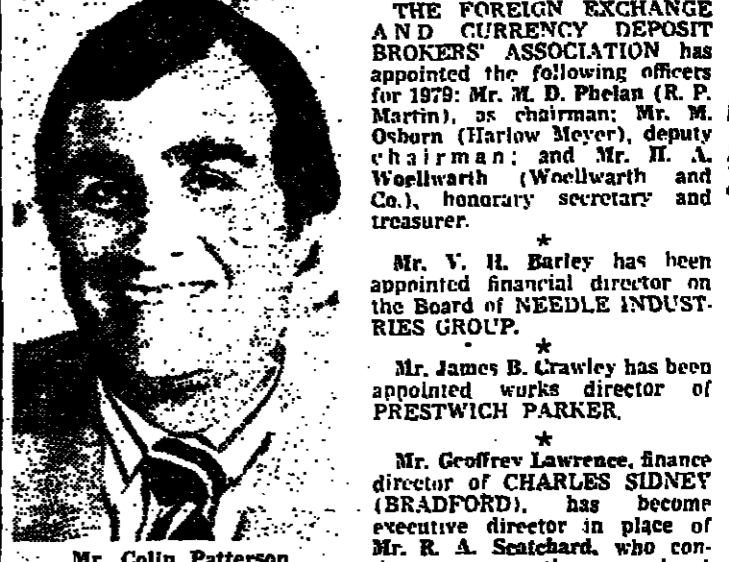 THE FOREIGN EXCHANGE
AND CURRENCY DEPOSIT
BROKERS' ASSOCIATION has
appointed the following officers
for 1979: Mr. M. D. Phelan (R. P.
Martin), as chairman; Mr. M.
Osborn (Harlow Meyer), deputy
chairman; and Mr. H. A.
Woellwarth (Woellwarth and
Co.), honorary secretary and
treasurer.
★
Mr. V. H. Barley has been
appointed financial director on
the Board of NEEDLE INDUST-
RIES GROUP.
★
Mr. James B. Crawley has been
appointed works director of
PRESTWICH PARKER.
★
Mr. Geoffrey Lawrence, finance
director of CHARLES SIDNEY
(BRADFORD), has become
executive director in place of
Mr. R. A. Scatchard, who con-
Mr. Colin Patterson